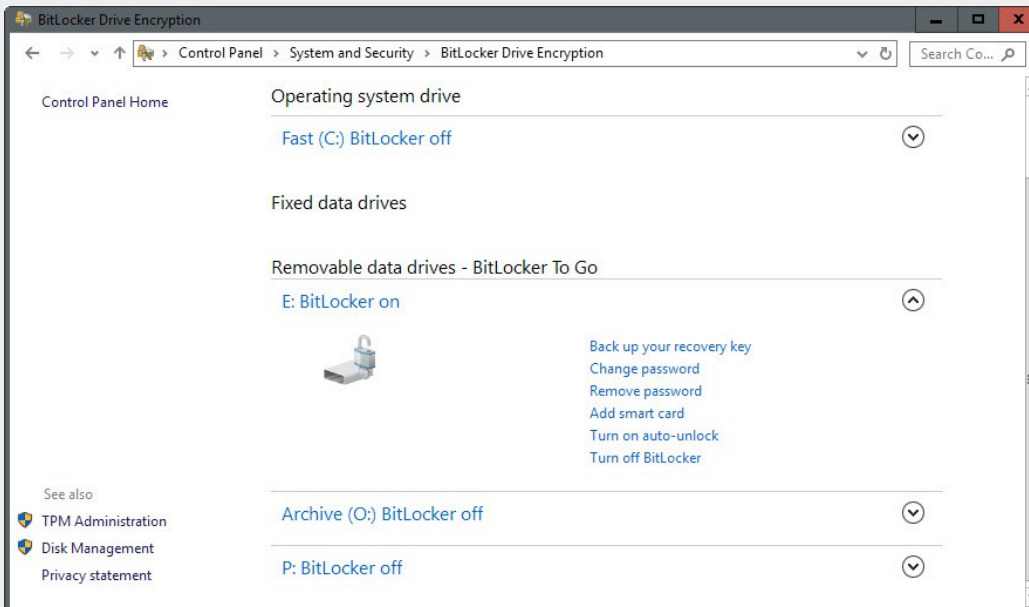 BitLocker Drive Encryption
Control Panel > System and Security > BitLocker Drive Encryption
Search Co...
Control Panel Home
Operating system drive
Fast (C:) BitLocker off
Fixed data drives
Removable data drives - BitLocker To Go
E: BitLocker on
Back up your recovery key
Change password
Remove password
Add smart card
Turn on auto-unlock
Turn off BitLocker
See also
TPM Administration
Disk Management
Privacy statement
Archive (O:) BitLocker off
P: BitLocker off